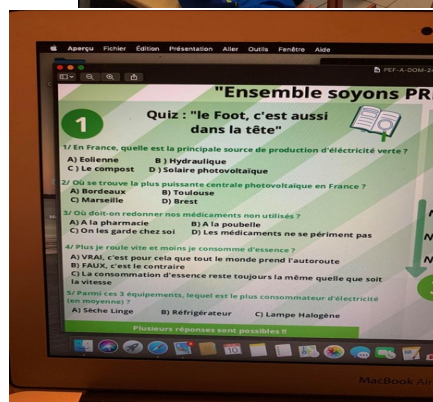 Aperçu Fichier Édition Présentation Aller Outils Fenêtre Aide
PEF-A-DOM-
"Ensemble soyons PR
1
Quiz : "le Foot, c'est aussi
dans la tête"
1/ En France, quelle est la principale source de production d'éléctricité verte ?
A) Eolienne B ) Hydraulique
C ) Le compost D ) Solaire photovoltaïque
2/ Où se trouve la plus puissante centrale photovoltaïque en France ?
A) Bordeaux B) Toulouse
C) Marseille D) Brest
3/ Où doit-on redonner nos médicaments non utilisés ?
A) A la pharmacie B) A la poubelle
C) On les garde chez soi D) Les médicaments ne se périment pas
4/ Plus je roule vite et moins je consomme d'essence ?
A) VRAI, c'est pour cela que tout le monde prend l'autoroute
B) FAUX, c'est le contraire
C) La consommation d'essence reste toujours la même quelle que soit
la vitesse
5/ Parmi ces 3 équipements, lequel est le plus consommateur d'électricité
(en moyenne) ?
A) Sèche Linge B) Réfrigérateur C) Lampe Halogène
Plusieurs réponses sont possibles !!
10
MacBook Air